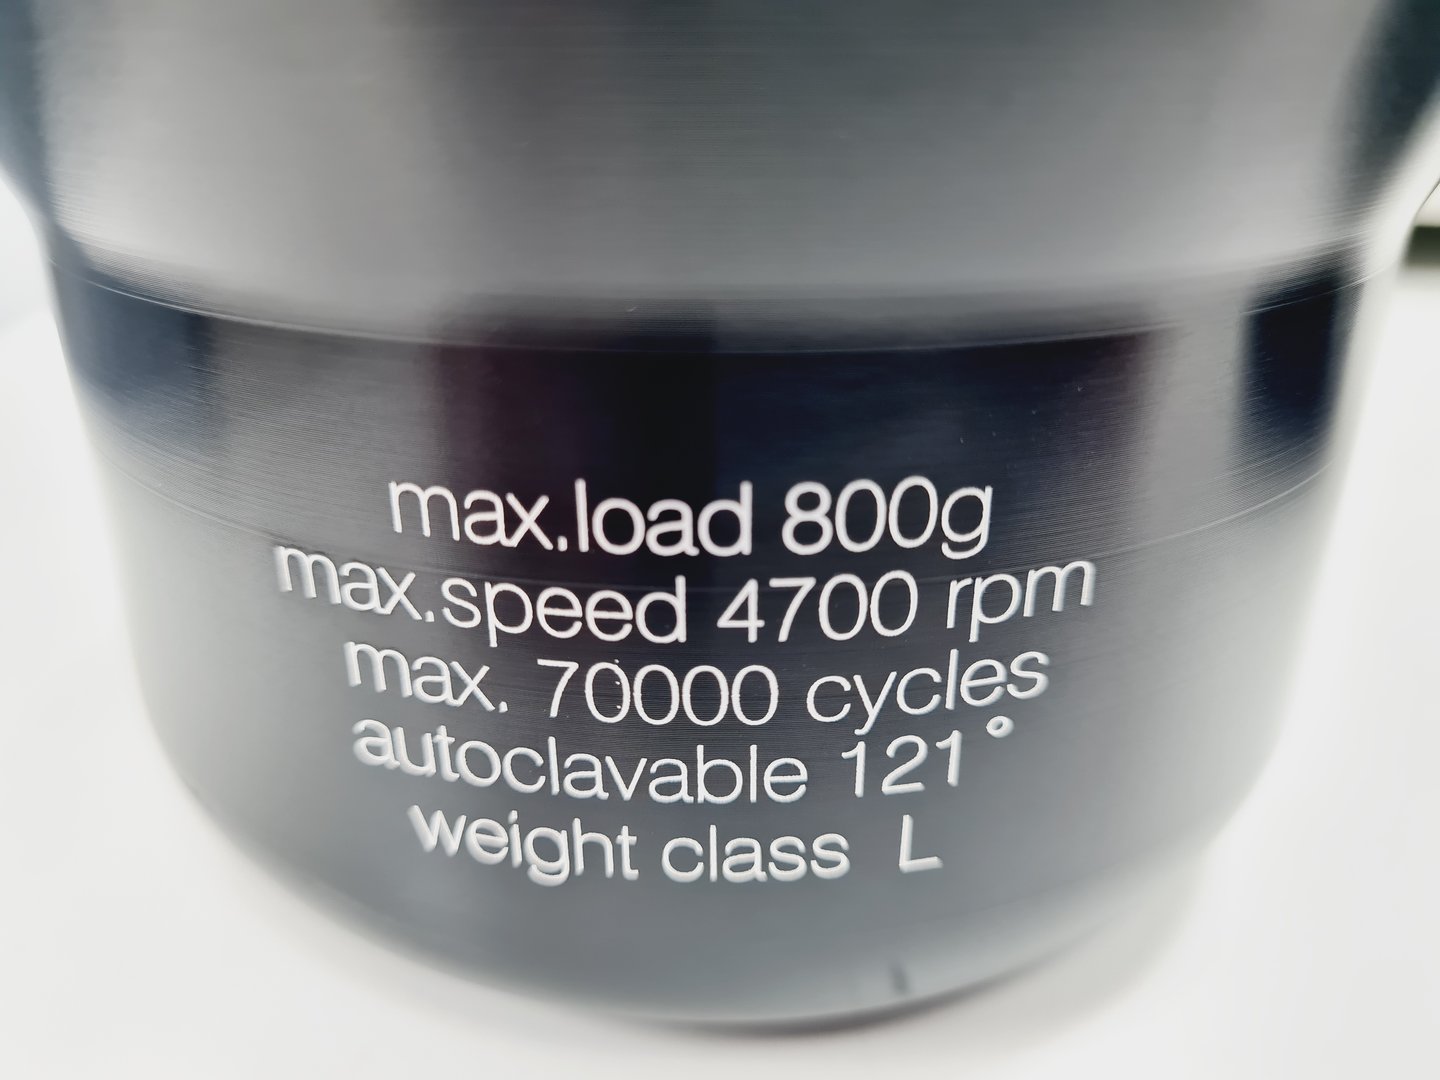 max.load 800g
max.speed 4700 rpm
max. 70000 cycles
autoclavable 121°
weight class L